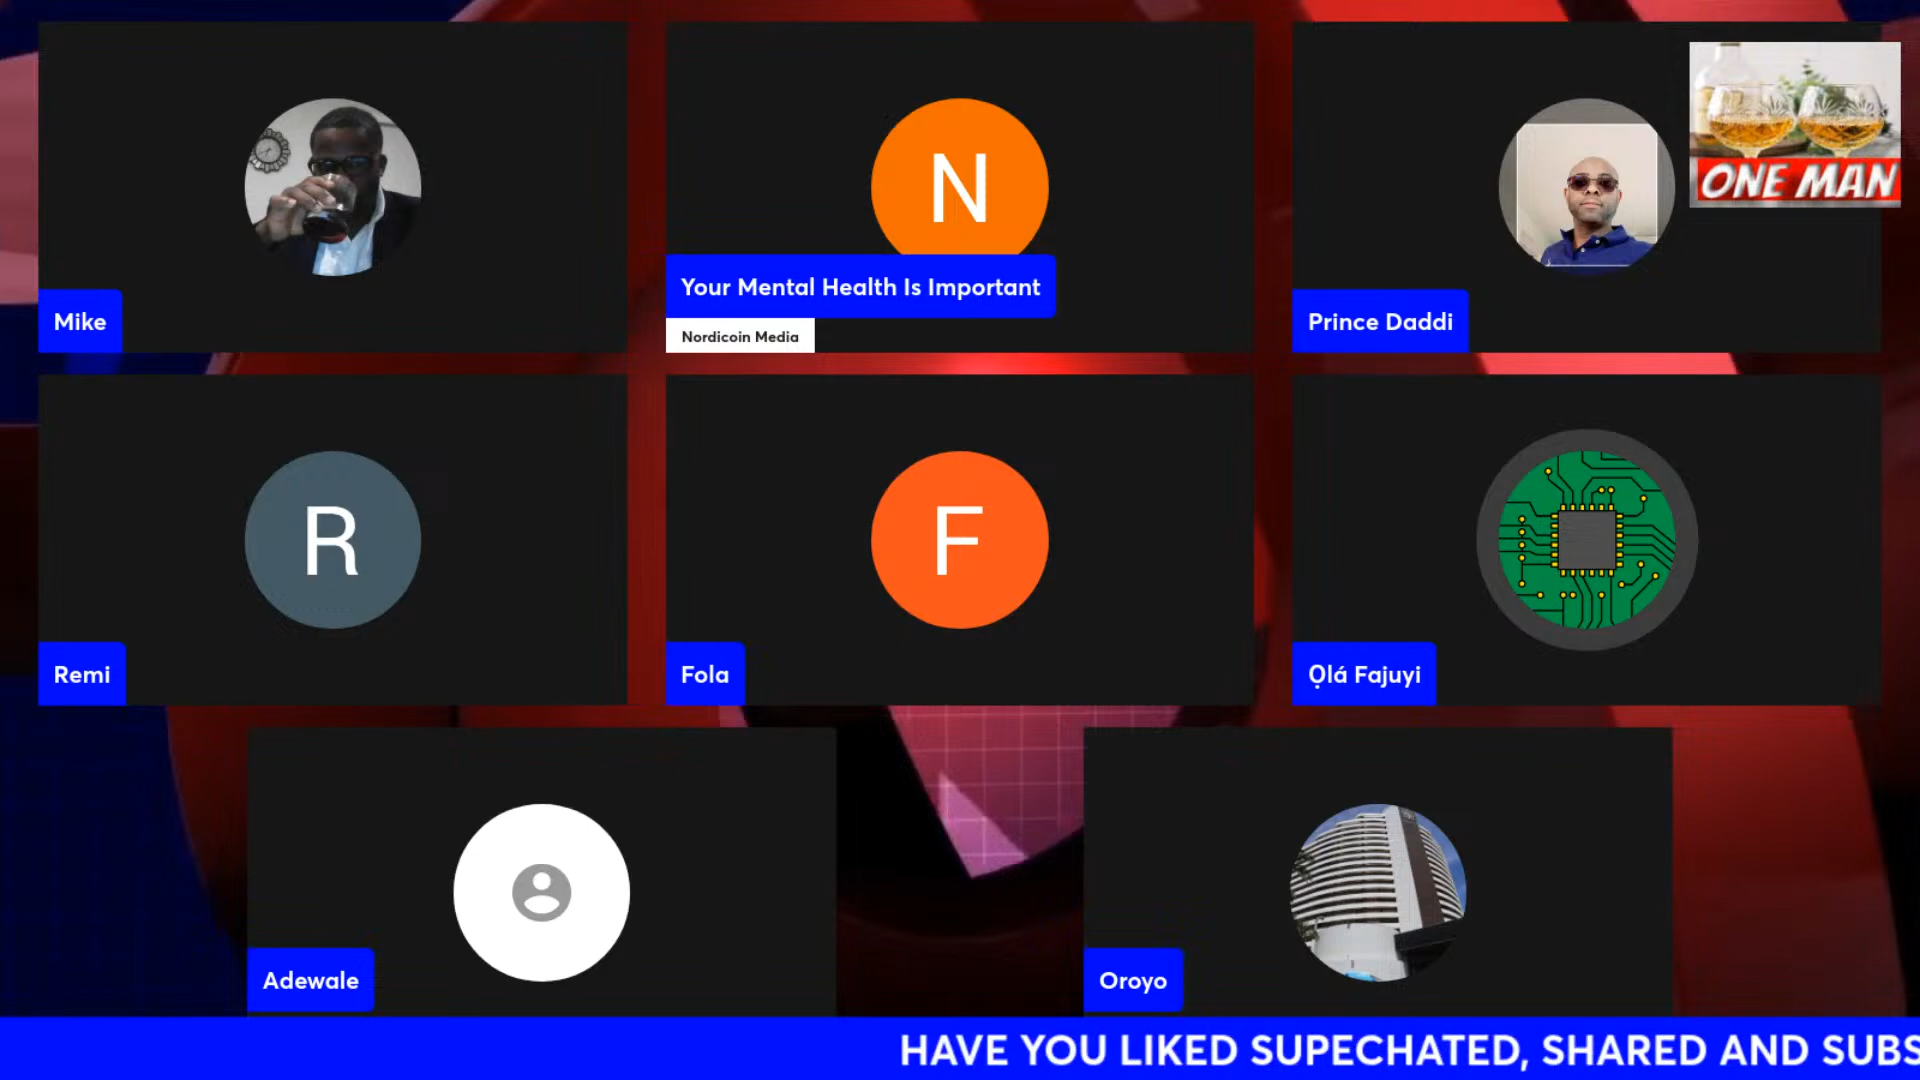 ONE MAN
N
Mike
Your Mental Health Is Important
Nordicoin Media
Prince Daddi
R
F
Remi
Fola
Ọlá Fajuyi
Adewale
Oroyo
HAVE YOU LIKED SUPECHATED, SHARED AND SUBS